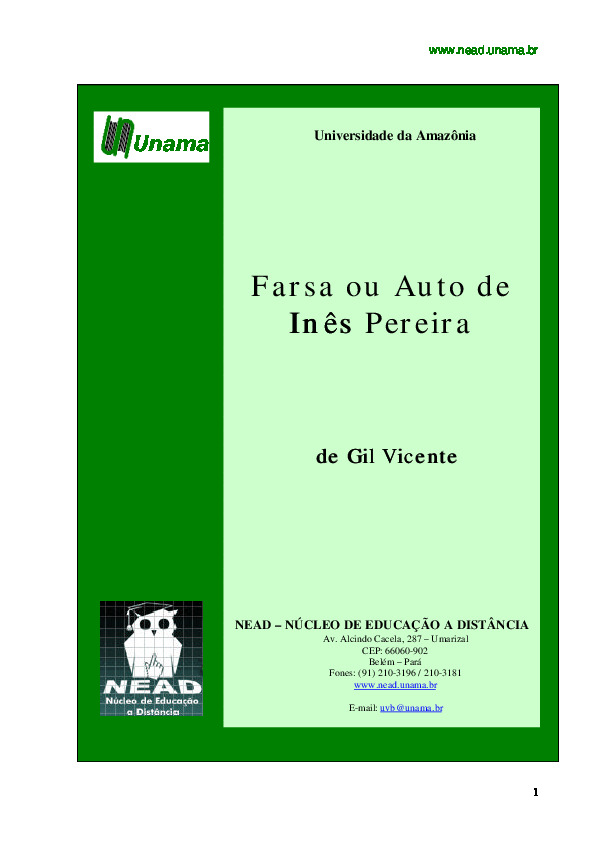 www.nead.unama.br
Unama
Universidade da Amazônia
Farsa ou Auto de
Inês Pereira
de Gil Vicente
NEAD – NÚCLEO DE EDUCAÇÃO A DISTÂNCIA
Av. Alcindo Cacela, 287 – Umarizal
CEP: 66060-902
Belém – Pará
Fones: (91) 210-3196 / 210-3181
www.nead.unama.br
E-mail: uvb@unama.br
NEAD
Núcleo de Educação
a Distância
1